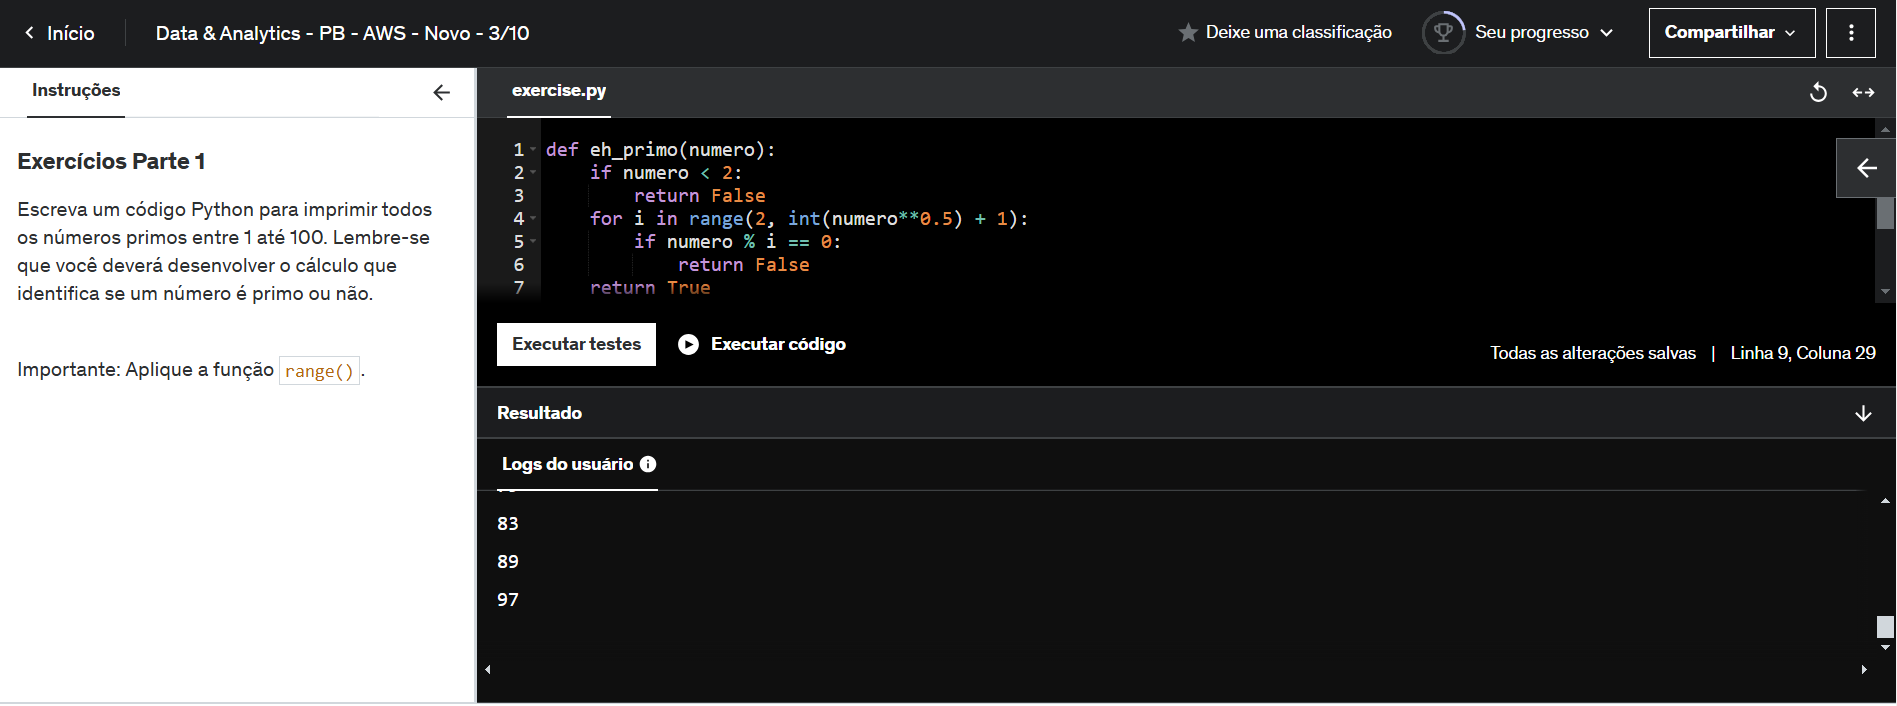 Início
Data & Analytics - PB - AWS - Novo - 3/10
Deixe uma classificação
Seu progresso
Compartilhar
Instruções
Exercícios Parte 1
Escreva um código Python para imprimir todos
os números primos entre 1 até 100. Lembre-se
que você deverá desenvolver o cálculo que
identifica se um número é primo ou não.
Importante: Aplique a função range().
exercise.py
1 def eh_primo(numero):
2     if numero < 2:
3         return False
4     for i in range(2, int(numero**0.5) + 1):
5         if numero % i == 0:
6             return False
7     return True
Executar testes
Executar código
Todas as alterações salvas | Linha 9, Coluna 29
Resultado
Logs do usuário
83
89
97